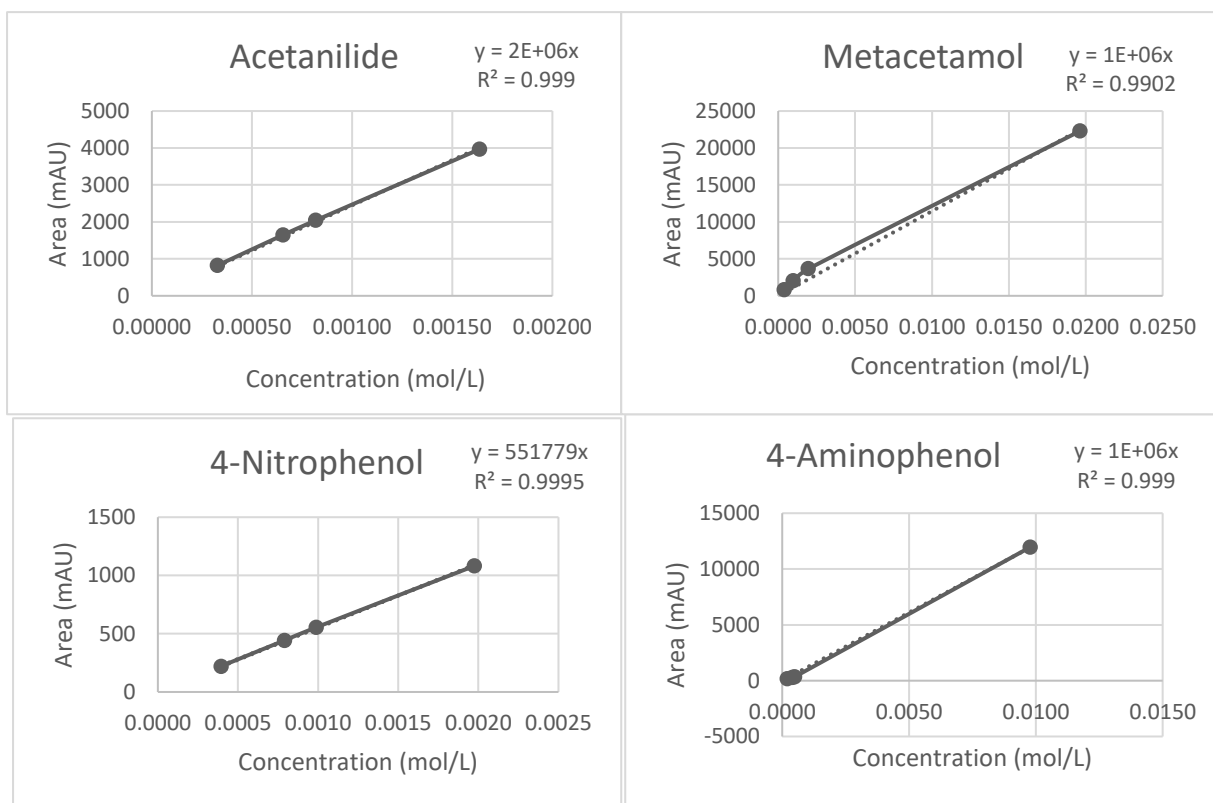 Acetanilide
y = 2E+06x
R² = 0.999
5000
4000
3000
2000
1000
0
Area (mAU)
0.00000 0.00050 0.00100 0.00150 0.00200
Concentration (mol/L)
Metacetamol
y = 1E+06x
R² = 0.9902
25000
20000
15000
10000
5000
0
Area (mAU)
0.0000 0.0050 0.0100 0.0150 0.0200 0.0250
Concentration (mol/L)
4-Nitrophenol
y = 551779x
R² = 0.9995
1500
1000
500
0
Area (mAU)
0.0000 0.0005 0.0010 0.0015 0.0020 0.0025
Concentration (mol/L)
4-Aminophenol
y = 1E+06x
R² = 0.999
15000
10000
5000
0
-5000
Area (mAU)
0.0000 0.0050 0.0100 0.0150
Concentration (mol/L)